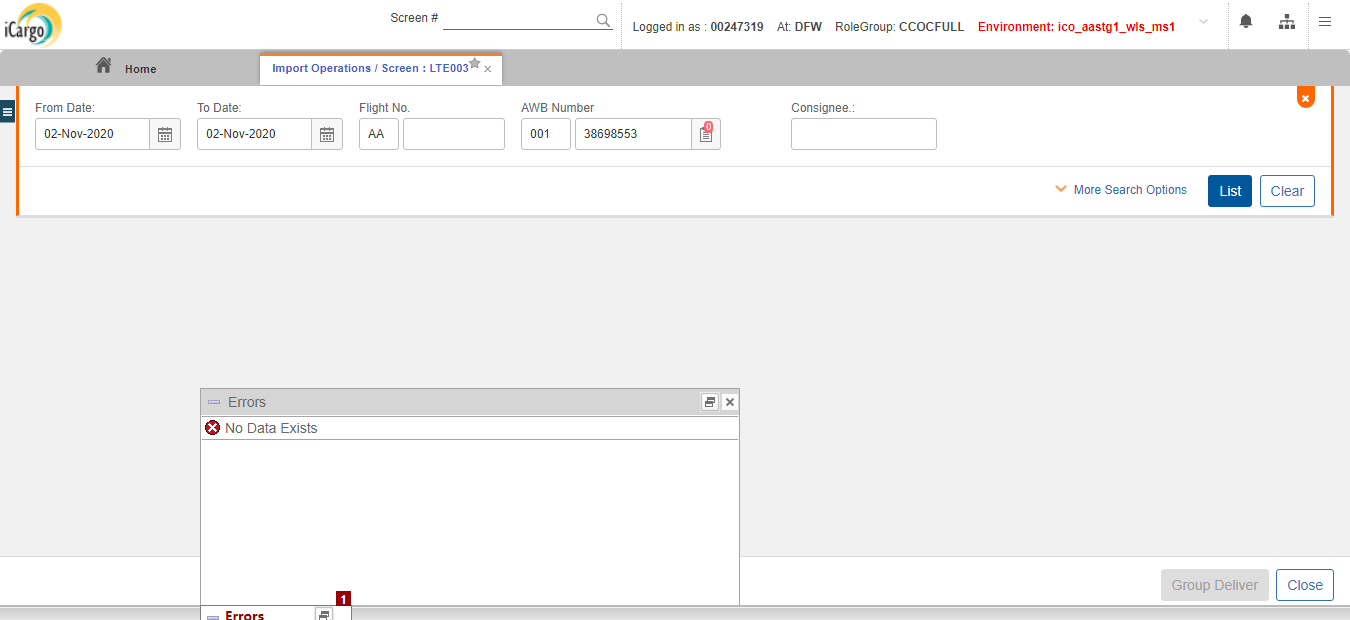 iCargo
Screen #
Logged in as : 00247319 At: DFW RoleGroup: CCOCFULL Environment: ico_aastg1_wls_ms1
Home
Import Operations / Screen : LTE003
From Date: To Date: Flight No. AWB Number Consignee.:
02-Nov-2020 02-Nov-2020 AA 001 38698553 0
More Search Options List Clear
Errors
No Data Exists
Group Deliver Close
1
Errors